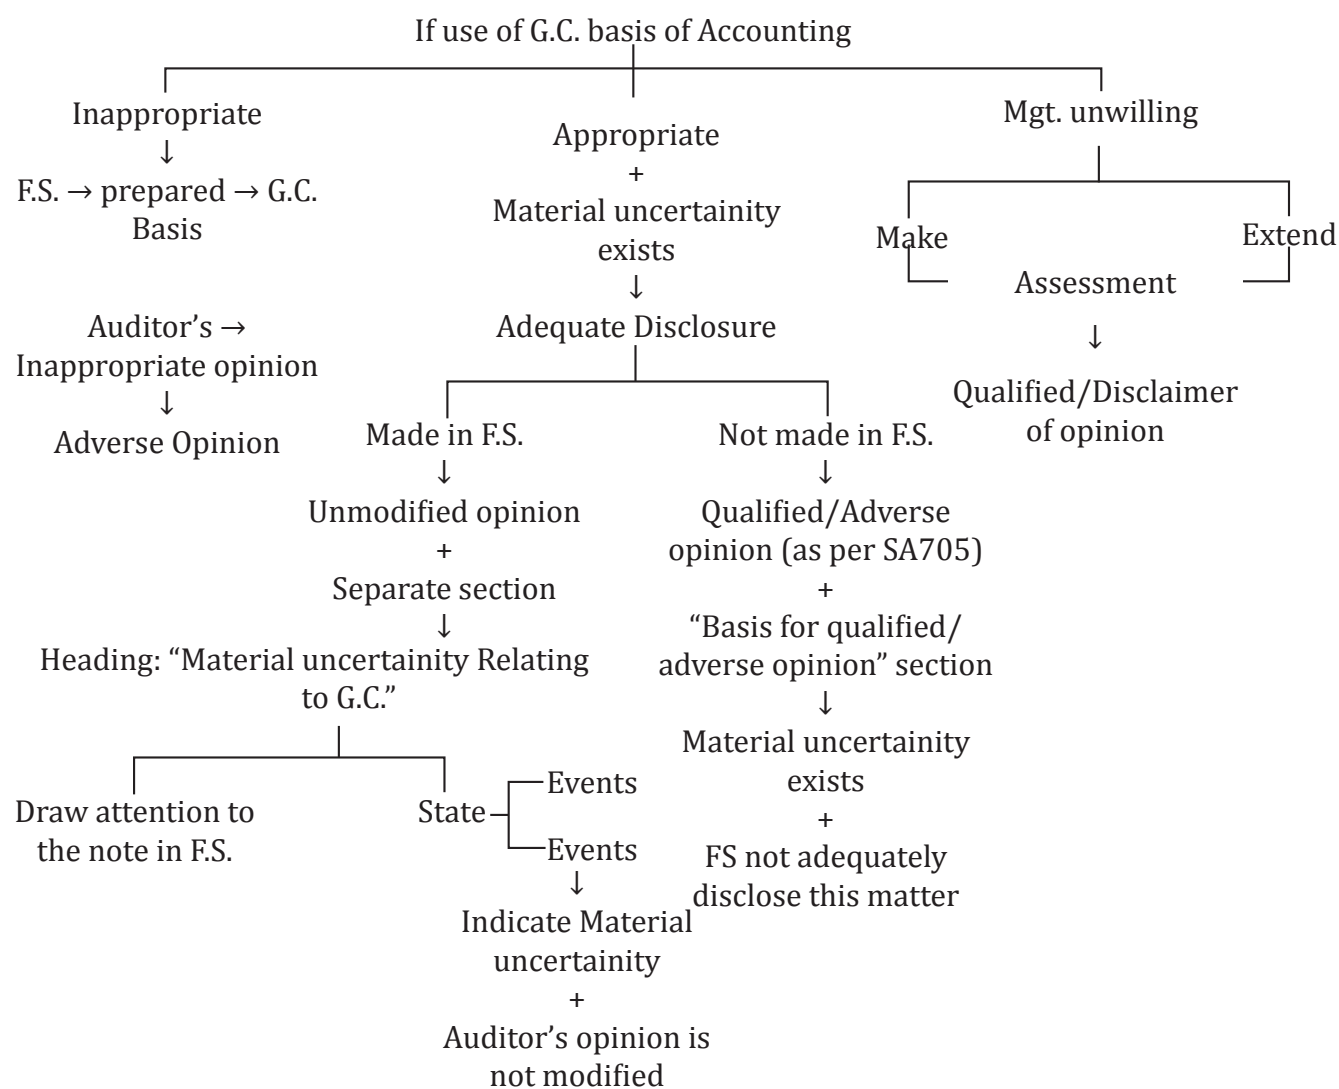 If use of G.C. basis of Accounting
Inappropriate
↓
F.S. → prepared → G.C.
Basis
Auditor’s →
Inappropriate opinion
↓
Adverse Opinion
Appropriate
+
Material uncertainity
exists
↓
Adequate Disclosure
Made in F.S.
↓
Unmodified opinion
+
Separate section
↓
Heading: “Material uncertainity Relating
to G.C.”
Draw attention to
the note in F.S.
State
Events
Events
↓
Indicate Material
uncertainity
+
Auditor’s opinion is
not modified
Not made in F.S.
↓
Qualified/Adverse
opinion (as per SA705)
+
“Basis for qualified/
adverse opinion” section
↓
Material uncertainity
exists
+
FS not adequately
disclose this matter
Mgt. unwilling
Make
Extend
Assessment
↓
Qualified/Disclaimer
of opinion